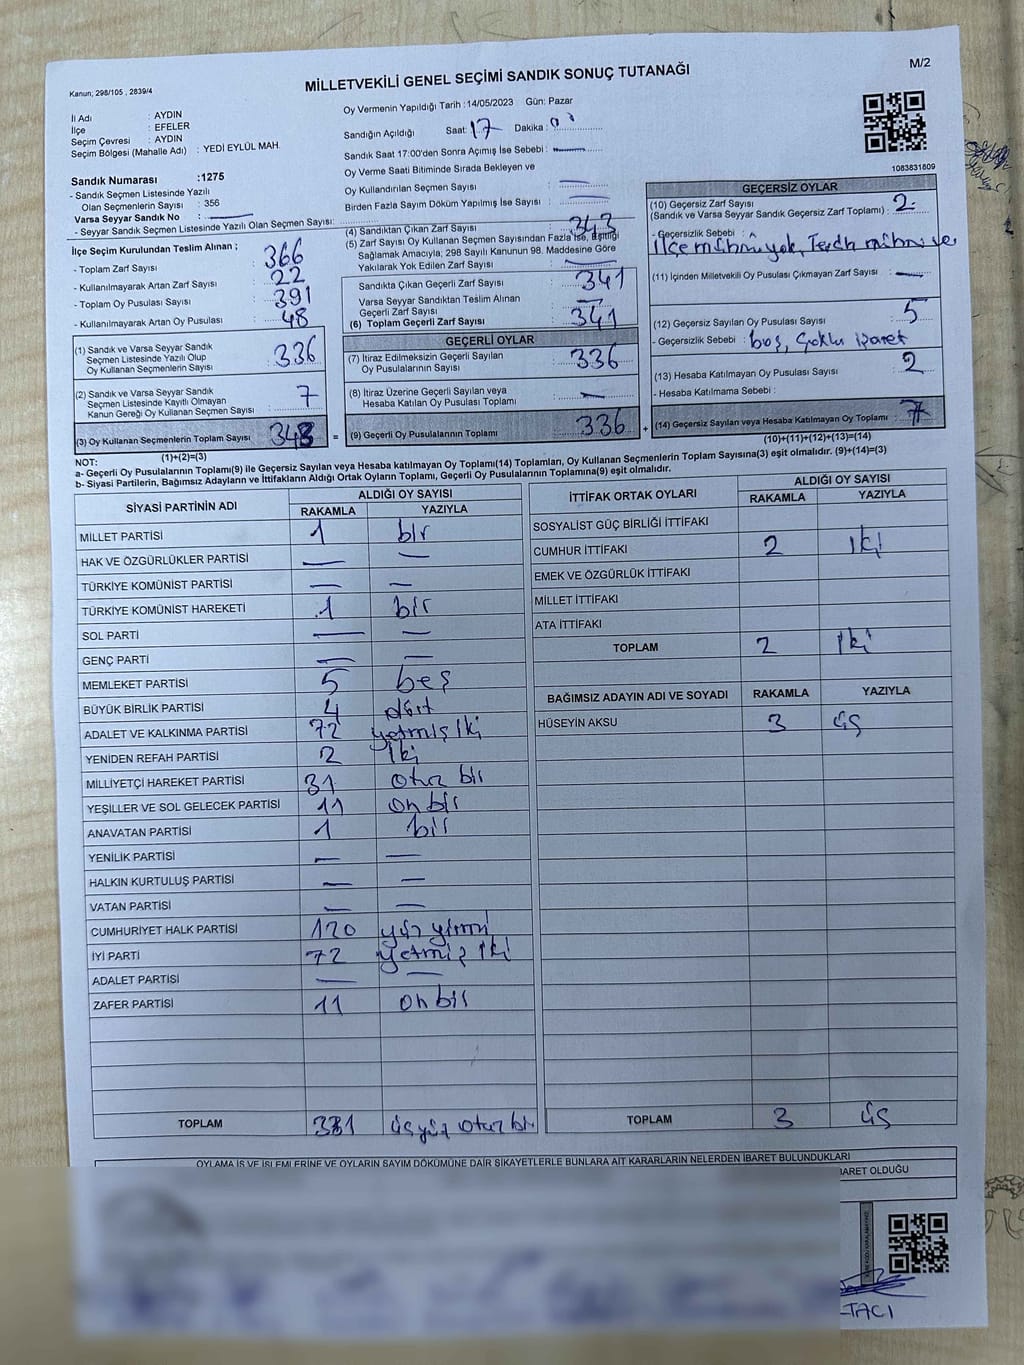 Kanun; 298/105 , 2839/4
MİLLETVEKİLİ GENEL SEÇİMİ SANDIK SONUÇ TUTANAĞI
M/2
İl Adı : AYDIN
İlçe : EFELER
Seçim Çevresi : AYDIN
Seçim Bölgesi (Mahalle Adı) : YEDİ EYLÜL MAH.
Oy Vermenin Yapıldığı Tarih :14/05/2023 Gün: Pazar
Sandığın Açıldığı Saat: 17 Dakika
Sandık Saat 17:00'den Sonra Açımış İse Sebebi :
Oy Verme Saati Bitiminde Sırada Bekleyen ve
Oy Kullandırılan Seçmen Sayısı :
Birden Fazla Sayım Döküm Yapılmış İse Sayısı :
1083831809
Sandık Numarası :1275
- Sandık Seçmen Listesinde Yazılı
Olan Seçmenlerin Sayısı : 356
Varsa Seyyar Sandık No :
- Seyyar Sandık Seçmen Listesinde Yazılı Olan Seçmen Sayısı:
İlçe Seçim Kurulundan Teslim Alınan ;
- Toplam Zarf Sayısı : 366
- Kullanılmayarak Artan Zarf Sayısı : 22
- Toplam Oy Pusulası Sayısı : 391
- Kullanılmayarak Artan Oy Pusulası : 48
(1) Sandık ve Varsa Seyyar Sandık
Seçmen Listesinde Yazılı Olup
Oy Kullanan Seçmenlerin Sayısı : 336
(2) Sandık ve Varsa Seyyar Sandık
Seçmen Listesinde Kayıtlı Olmayan
Kanun Gereği Oy Kullanan Seçmen Sayısı : 7
(3) Oy Kullanan Seçmenlerin Toplam Sayısı 343
(1)+(2)=(3)
(4) Sandıktan Çıkan Zarf Sayısı : 343
(5) Zarf Sayısı Oy Kullanan Seçmen Sayısından Fazla İse, Eşitliği
Sağlamak Amacıyla; 298 Sayılı Kanunun 98. Maddesine Göre
Yakılarak Yok Edilen Zarf Sayısı :
Sandıkta Çıkan Geçerli Zarf Sayısı : 341
Varsa Seyyar Sandıktan Teslim Alınan
Geçerli Zarf Sayısı :
(6) Toplam Geçerli Zarf Sayısı : 341
GEÇERLİ OYLAR
(7) İtiraz Edilmeksizin Geçerli Sayılan
Oy Pusulalarının Sayısı : 336
(8) İtiraz Üzerine Geçerli Sayılan veya
Hesaba Katılan Oy Pusulası Toplamı :
= (9) Geçerli Oy Pusulalarının Toplamı : 336
GEÇERSİZ OYLAR
(10) Geçersiz Zarf Sayısı
(Sandık ve Varsa Seyyar Sandık Geçersiz Zarf Toplamı) : 2
- Geçersizlik Sebebi :
İlçe mührü yok, Tercih mührü ve
(11) İçinden Milletvekili Oy Pusulası Çıkmayan Zarf Sayısı :
(12) Geçersiz Sayılan Oy Pusulası Sayısı : 5
- Geçersizlik Sebebi : boş, Çoklu işaret
(13) Hesaba Katılmayan Oy Pusulası Sayısı : 2
- Hesaba Katılmama Sebebi :
+ (14) Geçersiz Sayılan veya Hesaba Katılmayan Oy Toplamı : 7
(10)+(11)+(12)+(13)=(14)
NOT:
a- Geçerli Oy Pusulalarının Toplamı(9) ile Geçersiz Sayılan veya Hesaba katılmayan Oy Toplamı(14) Toplamları, Oy Kullanan Seçmenlerin Toplam Sayısına(3) eşit olmalıdır. (9)+(14)=(3)
b- Siyasi Partilerin, Bağımsız Adayların ve İttifakların Aldığı Ortak Oyların Toplamı, Geçerli Oy Pusulalarının Toplamına(9) eşit olmalıdır.
SİYASİ PARTİNİN ADI ALDIĞI OY SAYISI
RAKAMLA YAZIYLA
MİLLET PARTİSİ 1 bir
HAK VE ÖZGÜRLÜKLER PARTİSİ
TÜRKİYE KOMÜNİST PARTİSİ
TÜRKİYE KOMÜNİST HAREKETİ 1 bir
SOL PARTİ
GENÇ PARTİ
MEMLEKET PARTİSİ 5 beş
BÜYÜK BİRLİK PARTİSİ 4 dört
ADALET VE KALKINMA PARTİSİ 72 yetmiş iki
YENİDEN REFAH PARTİSİ 2 iki
MİLLİYETÇİ HAREKET PARTİSİ 31 otuz bir
YEŞİLLER VE SOL GELECEK PARTİSİ 11 on bir
ANAVATAN PARTİSİ 1 bir
YENİLİK PARTİSİ
HALKIN KURTULUŞ PARTİSİ
VATAN PARTİSİ
CUMHURİYET HALK PARTİSİ 120 yüz yirmi
İYİ PARTİ 72 yetmiş iki
ADALET PARTİSİ
ZAFER PARTİSİ 11 on bir
TOPLAM 331 üçyüz otuz bir
İTTİFAK ORTAK OYLARI ALDIĞI OY SAYISI
RAKAMLA YAZIYLA
SOSYALİST GÜÇ BİRLİĞİ İTTİFAKI
CUMHUR İTTİFAKI 2 iki
EMEK VE ÖZGÜRLÜK İTTİFAKI
MİLLET İTTİFAKI
ATA İTTİFAKI
TOPLAM 2 iki
BAĞIMSIZ ADAYIN ADI VE SOYADI RAKAMLA YAZIYLA
HÜSEYİN AKSU 3 üç
TOPLAM 3 üç
OYLAMA İŞ VE İŞLEMLERİNE VE OYLARIN SAYIM DÖKÜMÜNE DAİR ŞİKAYETLERLE BUNLARA AİT KARARLARIN NELERDEN İBARET BULUNDUKLARI
BARET OLDUĞU
TACI